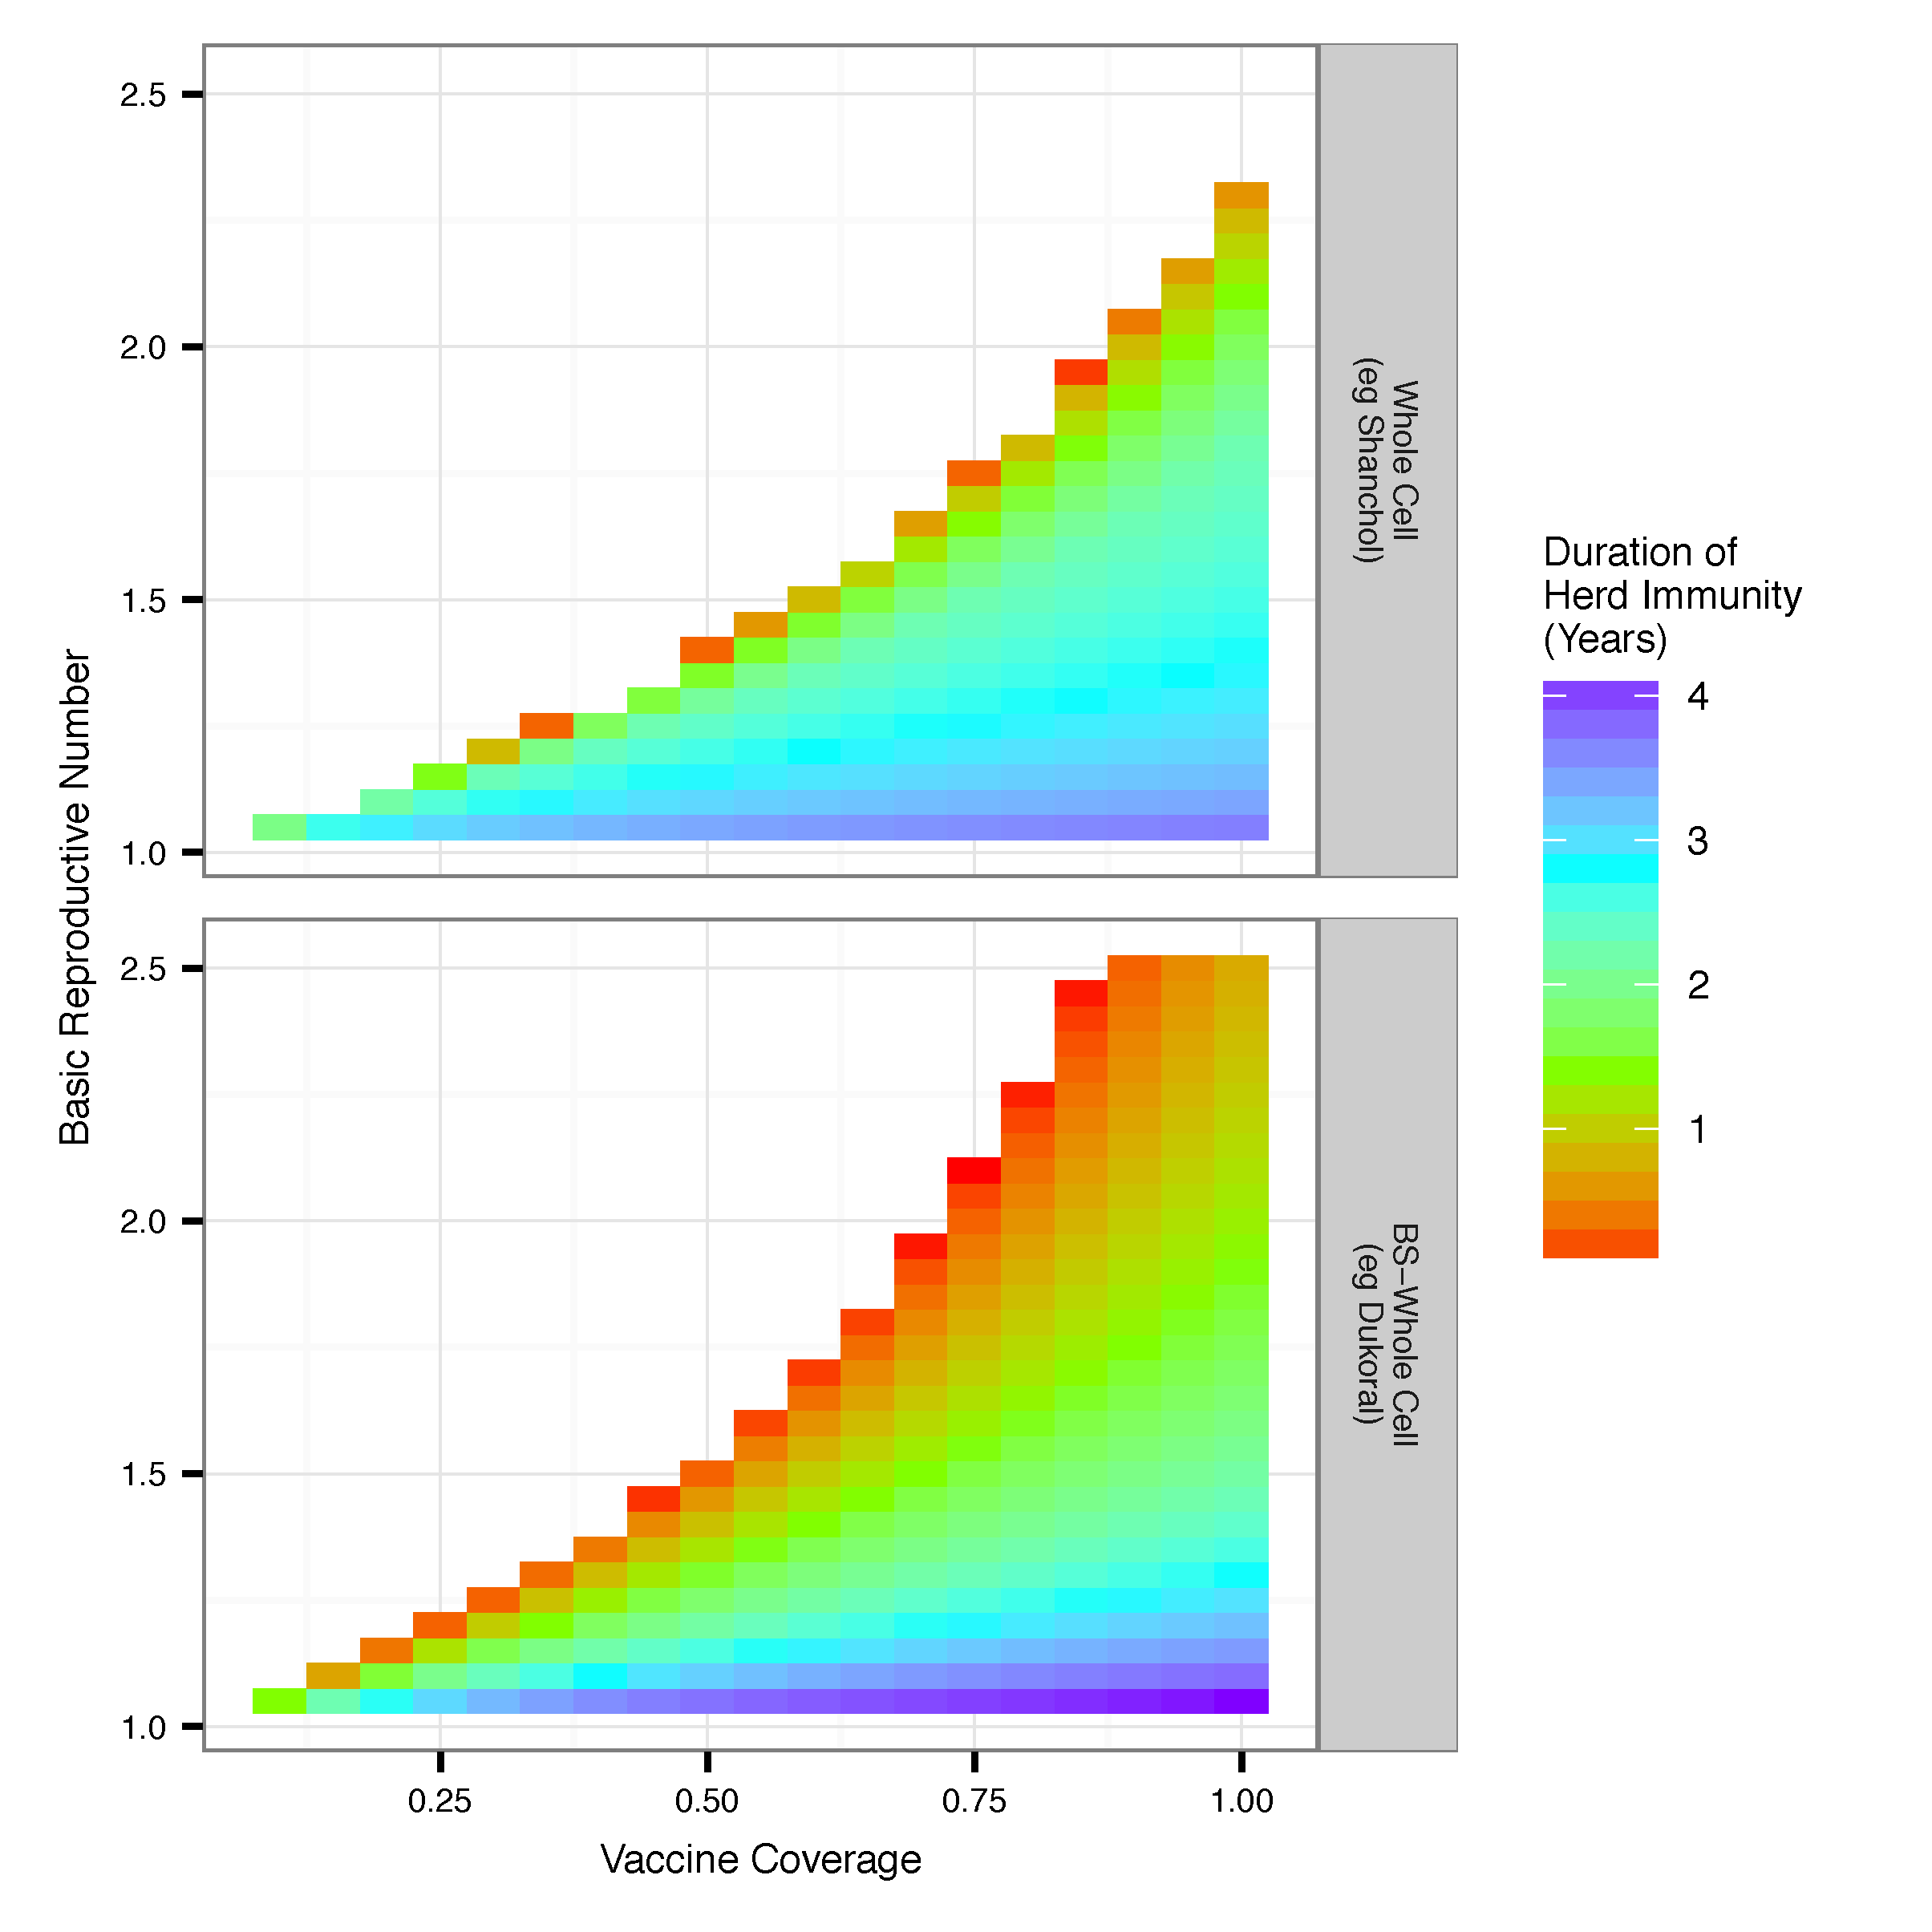 Basic Reproductive Number
2.5
2.0
1.5
1.0
Whole Cell
(eg Shanchol)
2.5
2.0
1.5
1.0
BS−Whole Cell
(eg Dukoral)
0.25 0.50 0.75 1.00
Vaccine Coverage
Duration of
Herd Immunity
(Years)
4
3
2
1